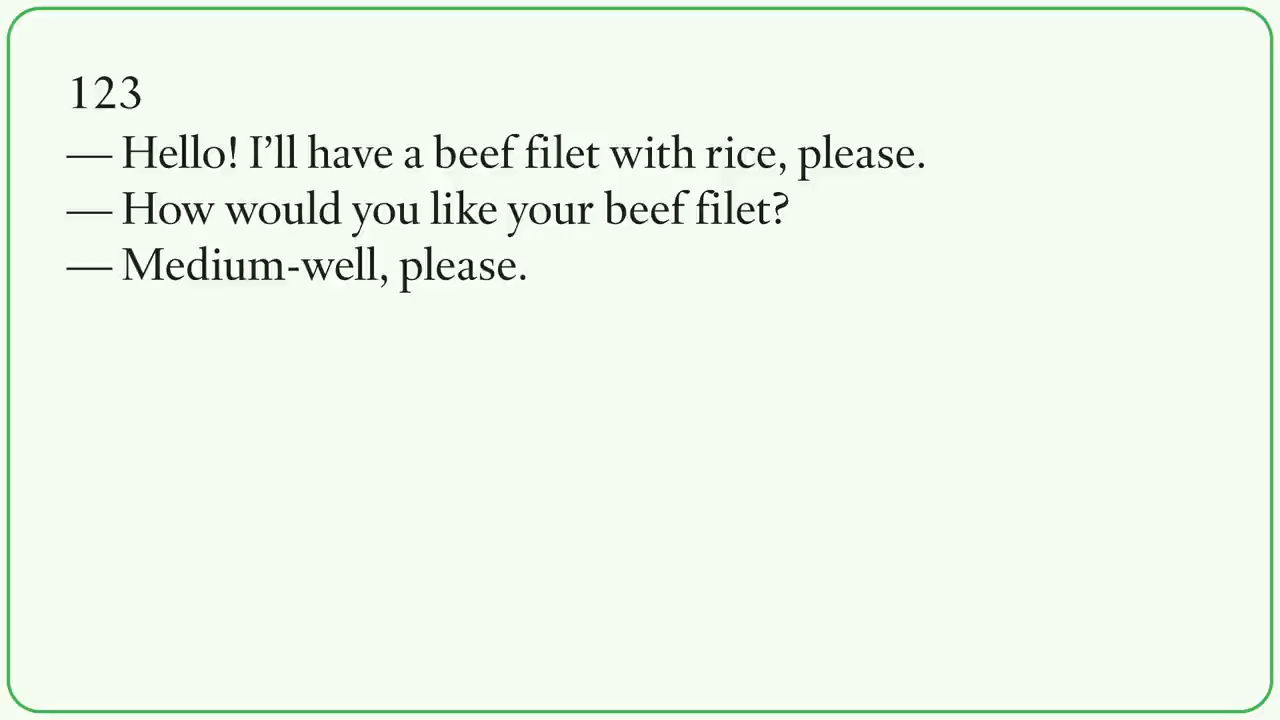 123
— Hello! I’ll have a beef filet with rice, please.
— How would you like your beef filet?
— Medium-well, please.